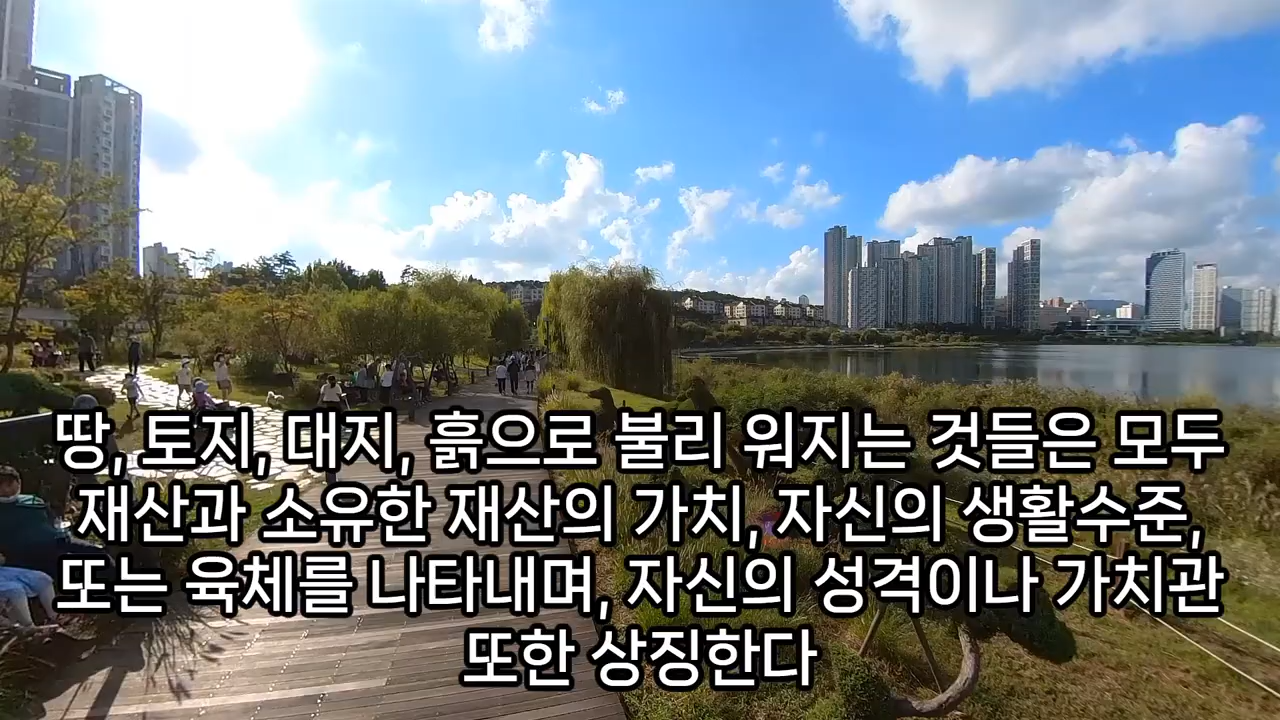 땅, 토지, 대지, 흙으로 불리 워지는 것들은 모두
재산과 소유한 재산의 가치, 자신의 생활수준,
또는 육체를 나타내며, 자신의 성격이나 가치관
또한 상징한다